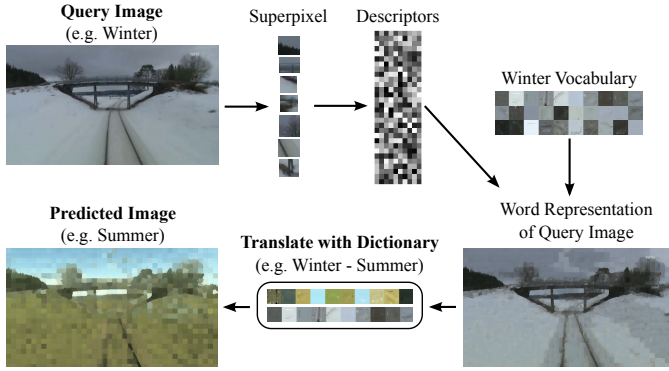 Query Image
(e.g. Winter)
Superpixel
Descriptors
Winter Vocabulary
Word Representation
of Query Image
Translate with Dictionary
(e.g. Winter - Summer)
Predicted Image
(e.g. Summer)